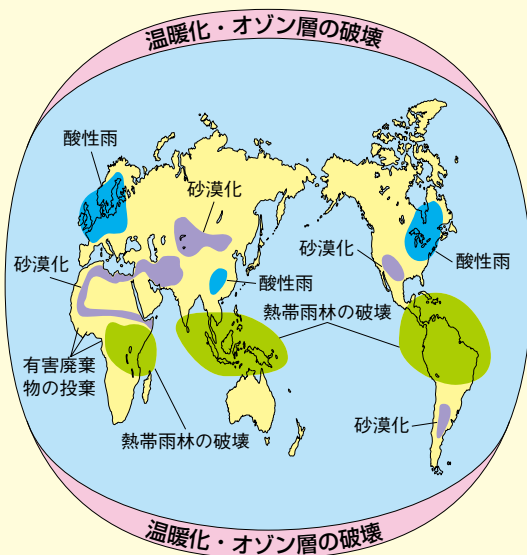 温暖化・オゾン層の破壊
酸性雨
砂漠化
砂漠化
酸性雨
砂漠化
酸性雨
熱帯雨林の破壊
有害廃棄
物の投棄
熱帯雨林の破壊
砂漠化
温暖化・オゾン層の破壊